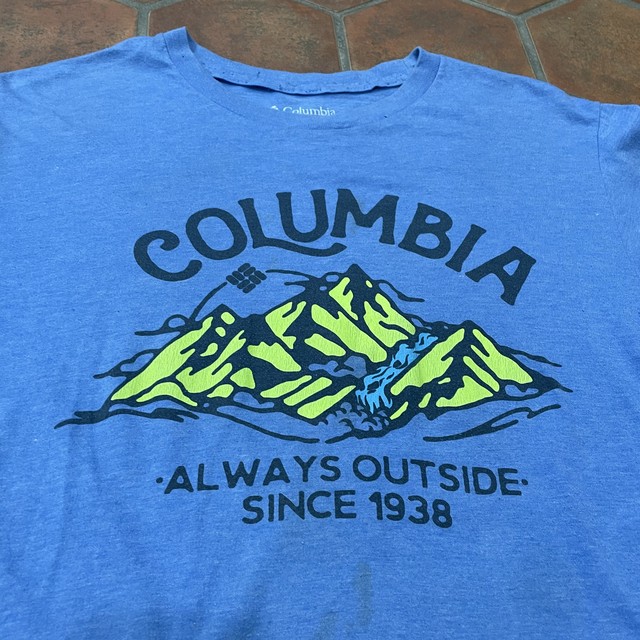 Columbia
COLUMBIA
·ALWAYS OUTSIDE·
SINCE 1938